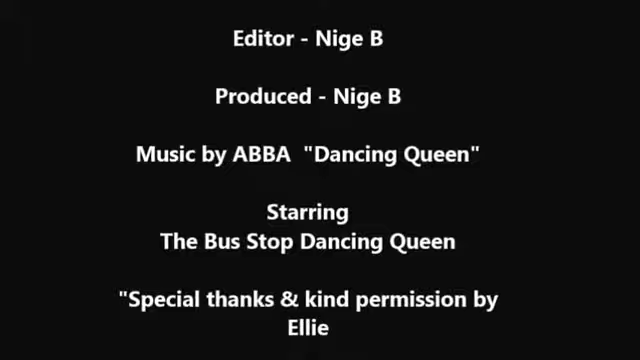 Editor - Nige B
Produced - Nige B
Music by ABBA "Dancing Queen"
Starring
The Bus Stop Dancing Queen
"Special thanks & kind permission by
Ellie